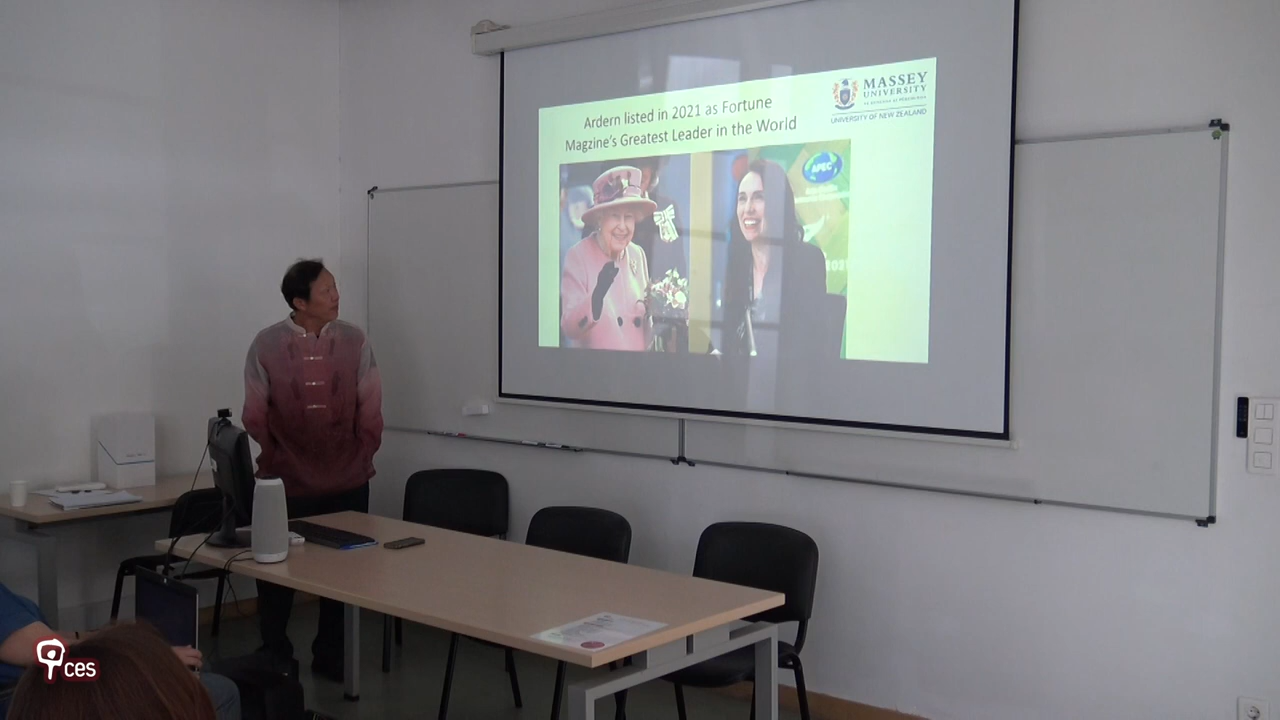 Ardern listed in 2021 as Fortune
Magzine's Greatest Leader in the World
MASSEY
UNIVERSITY
UNIVERSITY OF NEW ZEALAND
APEC
ces